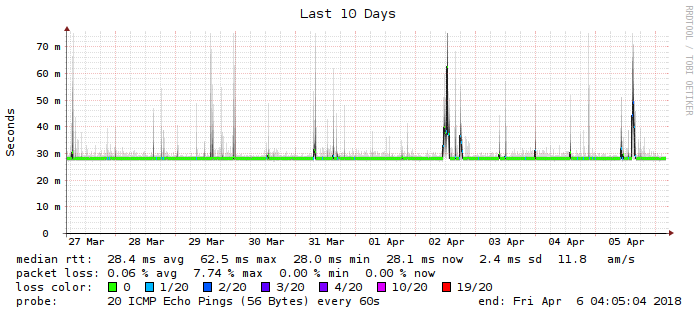 Last 10 Days
RRDTOOL / TOBI OETIKER
Seconds
70 m
60 m
50 m
40 m
30 m
20 m
10 m
0
27 Mar 28 Mar 29 Mar 30 Mar 31 Mar 01 Apr 02 Apr 03 Apr 04 Apr 05 Apr
median rtt: 28.4 ms avg 62.5 ms max 28.0 ms min 28.1 ms now 2.4 ms sd 11.8 am/s
packet loss: 0.06 % avg 7.74 % max 0.00 % min 0.00 % now
loss color: 0 1/20 2/20 3/20 4/20 10/20 19/20
probe: 20 ICMP Echo Pings (56 Bytes) every 60s end: Fri Apr 6 04:05:04 2018